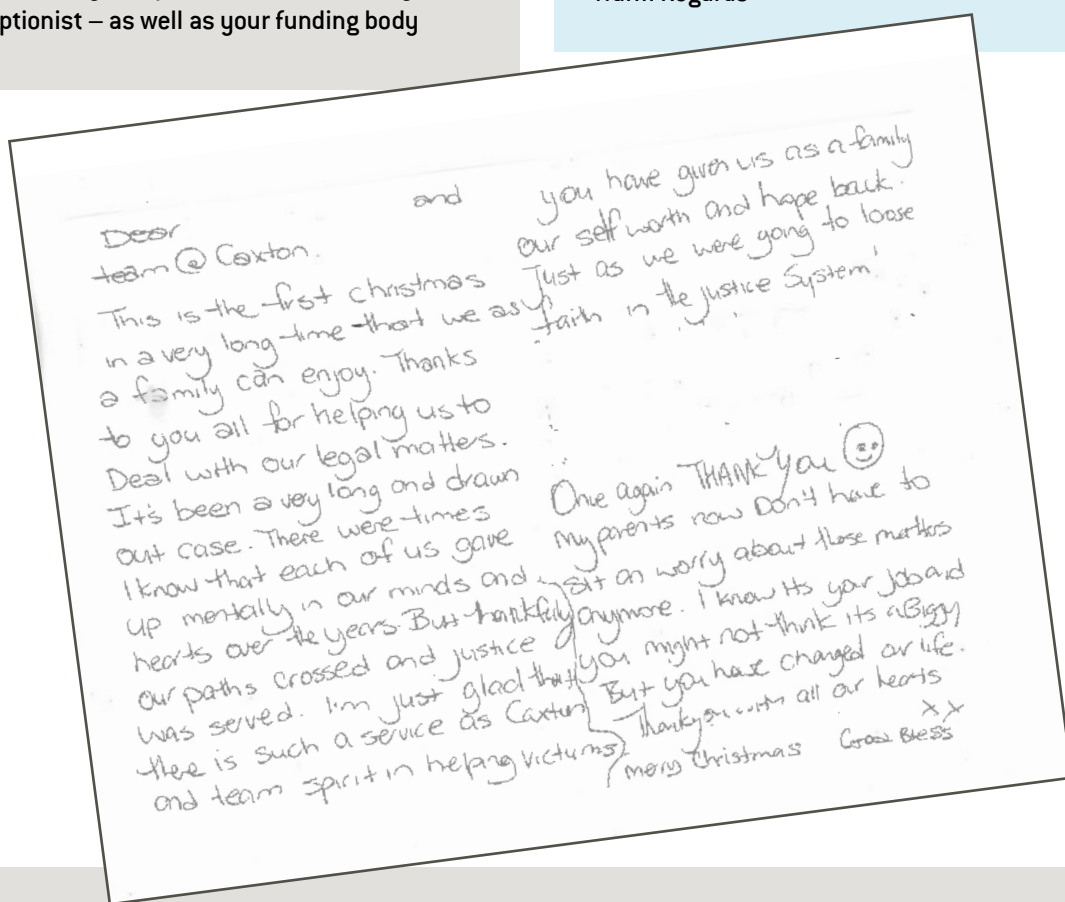 ptionist – as well as your funding body
Warm Regards
Dear and
team @ Caxton.
This is the first christmas
in a very long time that we as
a family can enjoy. Thanks
to you all for helping us to
Deal with our legal matters.
It's been a very long and drawn
out case. There were times
I know that each of us gave
up mentally in our minds and
hearts over the years. But thankfully
our paths crossed and justice
was served. I'm just glad that
there is such a service as Caxton
and team spirit in helping victums
you have given us as a family
our self worth and hope back.
Just as we were going to loose
faith in the justice System!
Once again THANK YOU
my parents now Don't have to
sit an worry about these matters
anymore. I know its your job and
you might not think its a Biggy
But you have changed our life.
Thankyou with all our hearts
xx
merry Christmas God Bless